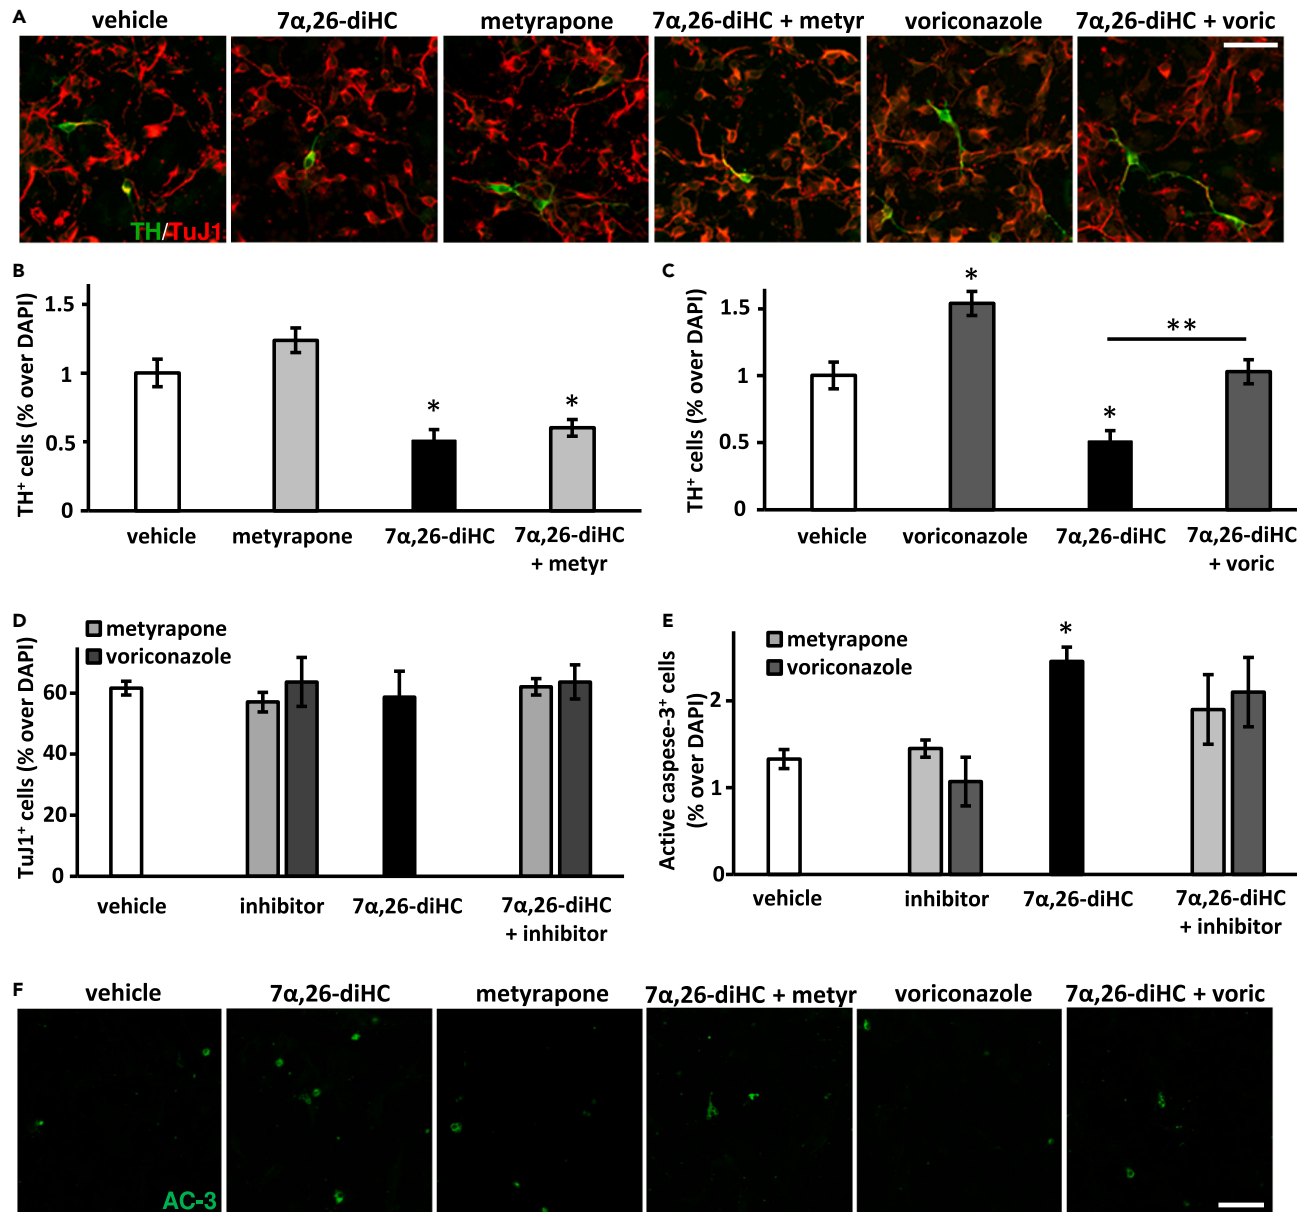 A
vehicle 7α,26-diHC metyrapone 7α,26-diHC + metyr voriconazole 7α,26-diHC + voric
TH/TuJ1
B
TH⁺ cells (% over DAPI)
1.5
1
0.5
0
vehicle metyrapone 7α,26-diHC 7α,26-diHC
+ metyr
* *
C
TH⁺ cells (% over DAPI)
1.5
1
0.5
0
* * **
vehicle voriconazole 7α,26-diHC 7α,26-diHC
+ voric
D
metyrapone
voriconazole
TuJ1⁺ cells (% over DAPI)
60
40
20
0
vehicle inhibitor 7α,26-diHC 7α,26-diHC
+ inhibitor
E
metyrapone
voriconazole
*
Active caspese-3⁺ cells
(% over DAPI)
2
1
0
vehicle inhibitor 7α,26-diHC 7α,26-diHC
+ inhibitor
F
vehicle 7α,26-diHC metyrapone 7α,26-diHC + metyr voriconazole 7α,26-diHC + voric
AC-3